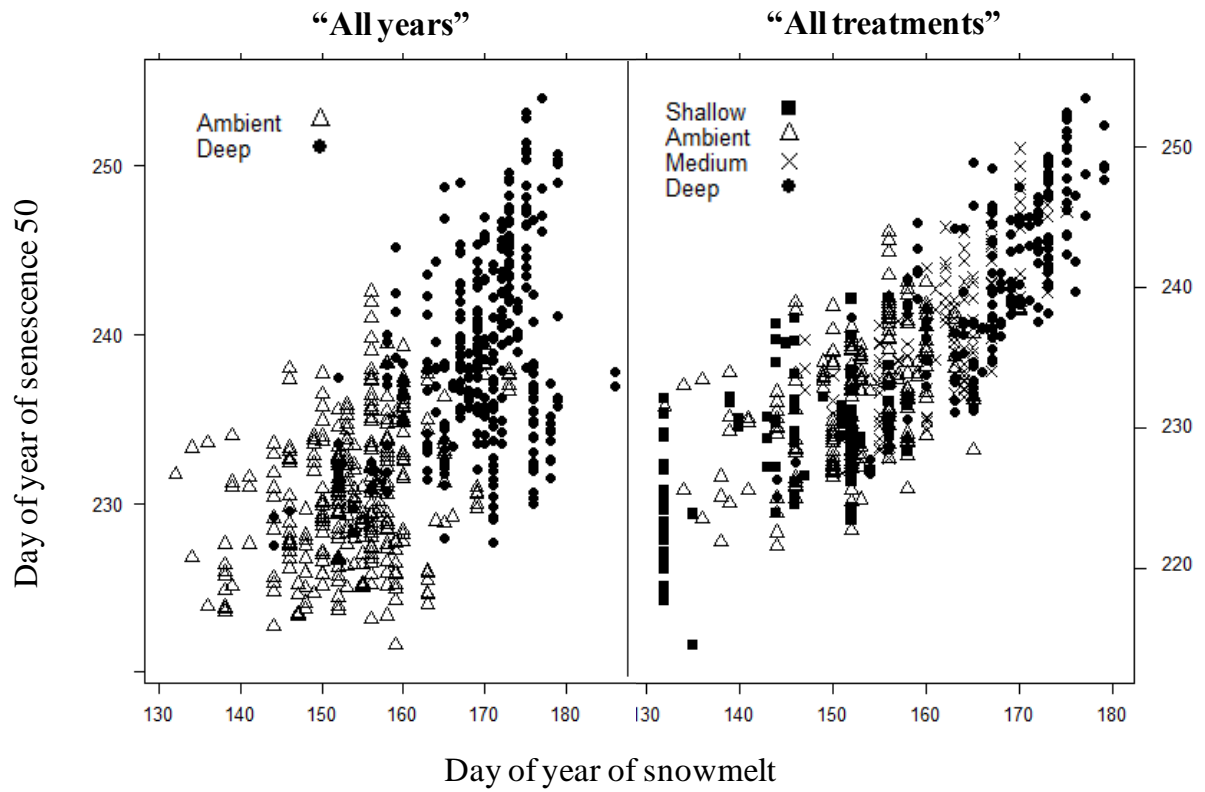 “All years”
“All treatments”
Ambient
Deep
Shallow
Ambient
Medium
Deep
Day of year of senescence 50
250
240
230
250
240
230
220
130 140 150 160 170 180
130 140 150 160 170 180
Day of year of snowmelt